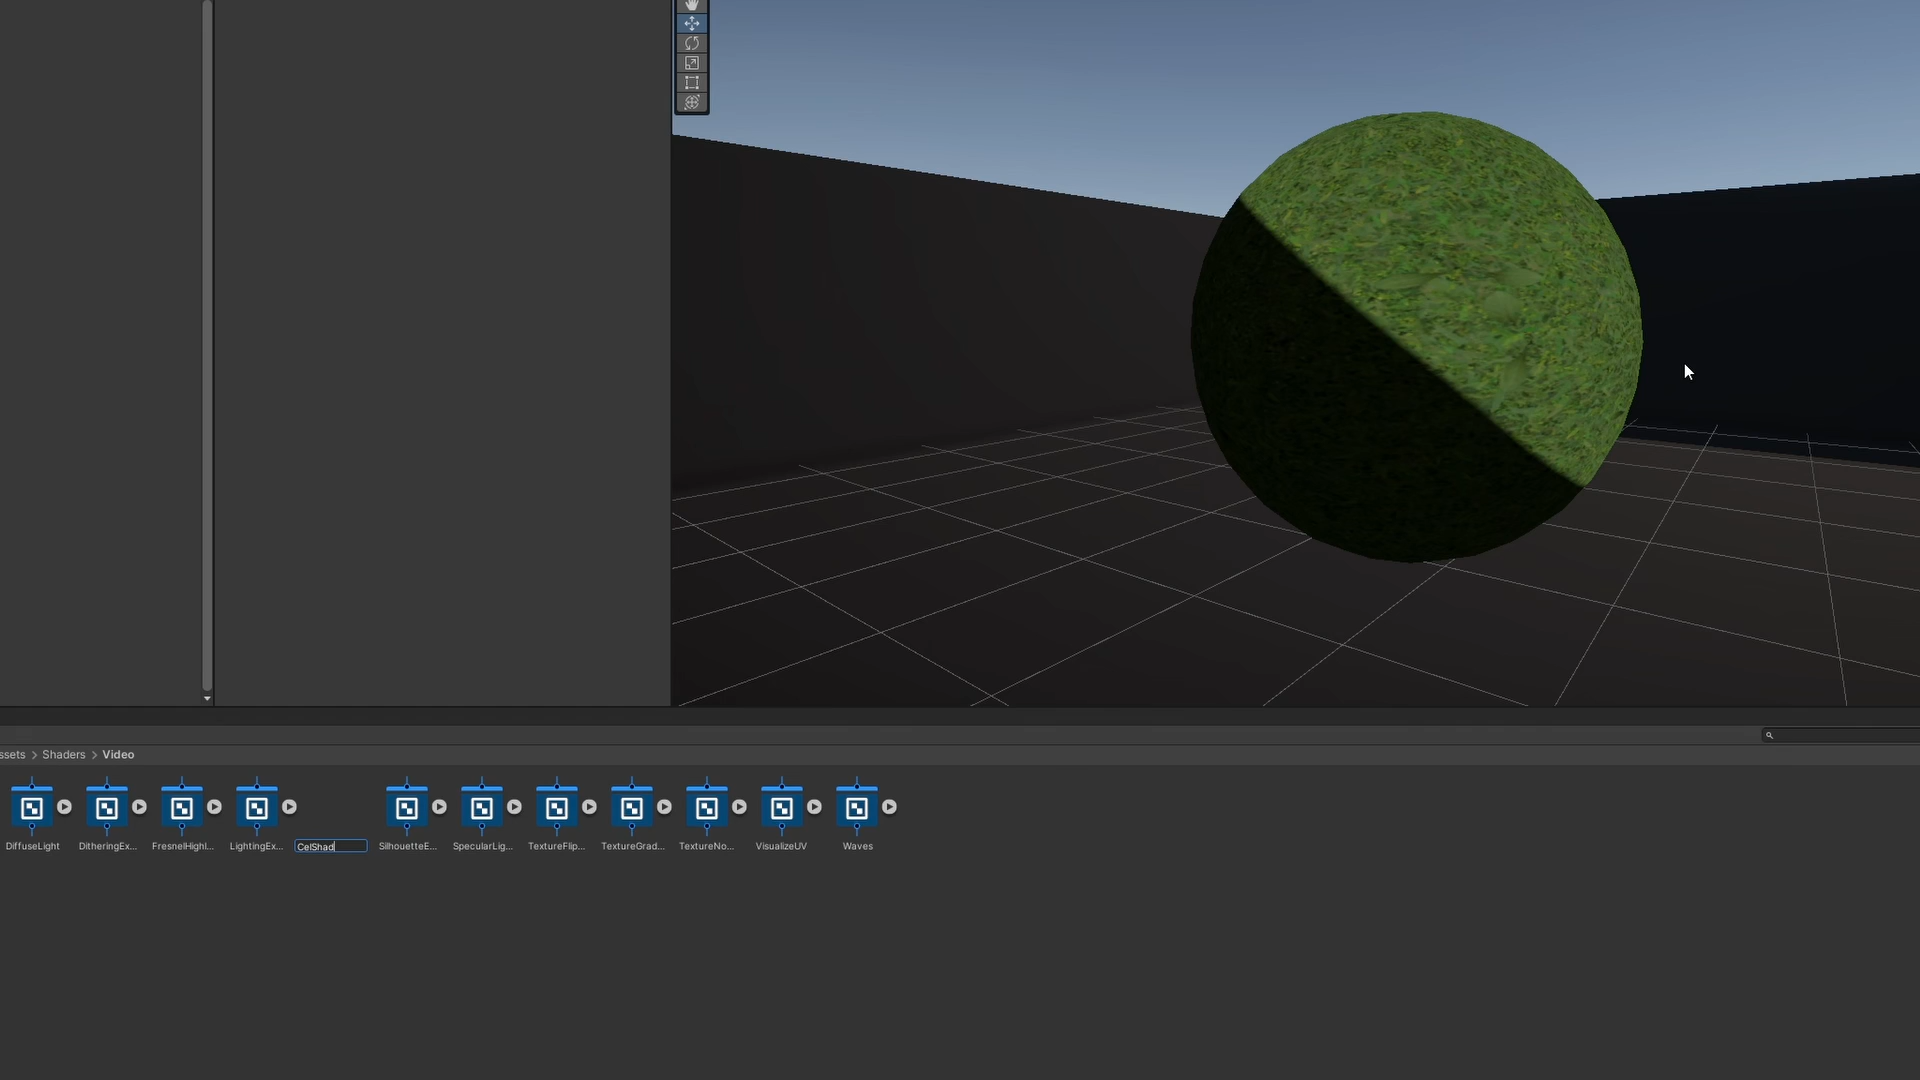 ssets > Shaders > Video
DiffuseLight
DitheringEx...
FresnelHighl...
LightingEx...
CelShad
SilhouetteE...
SpecularLig...
TextureFlip...
TextureGrad...
TextureNo...
VisualizeUV
Waves